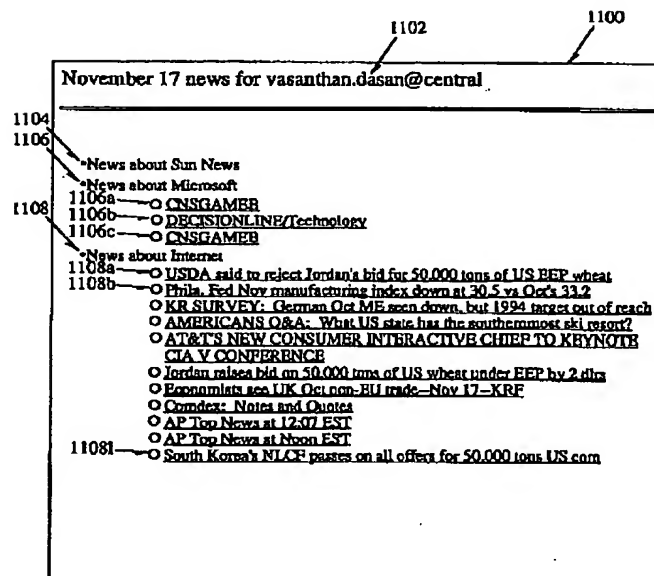 1102
1100
November 17 news for vasanthan.dasan@central
1104
1106
•News about Sun News
•News about Microsoft
1106a
CNSGAMER
1106b
DECISIONLINE/Technology
1106c
CNSGAMER
1108
•News about Internet
1108a
USDA said to reject Jordan's bid for 50,000 tons of US EEP wheat
1108b
Phila. Fed Nov manufacturing index down at 30.5 vs Oct's 33.2
KR SURVEY: German Oct ME seen down, but 1994 target out of reach
AMERICANS Q&A: What US state has the southernmost ski resort?
AT&T'S NEW CONSUMER INTERACTIVE CHIEF TO KEYNOTE
CIA V CONFERENCE
Jordan raises bid on 50,000 tons of US wheat under EEP by 2 dlrs
Economists see UK Oct non-EU trade–Nov 17–KRF
Comdex: Notes and Quotes
AP Top News at 12:07 EST
AP Top News at Noon EST
1108l
South Korea's NLCF passes on all offers for 50,000 tons US corn